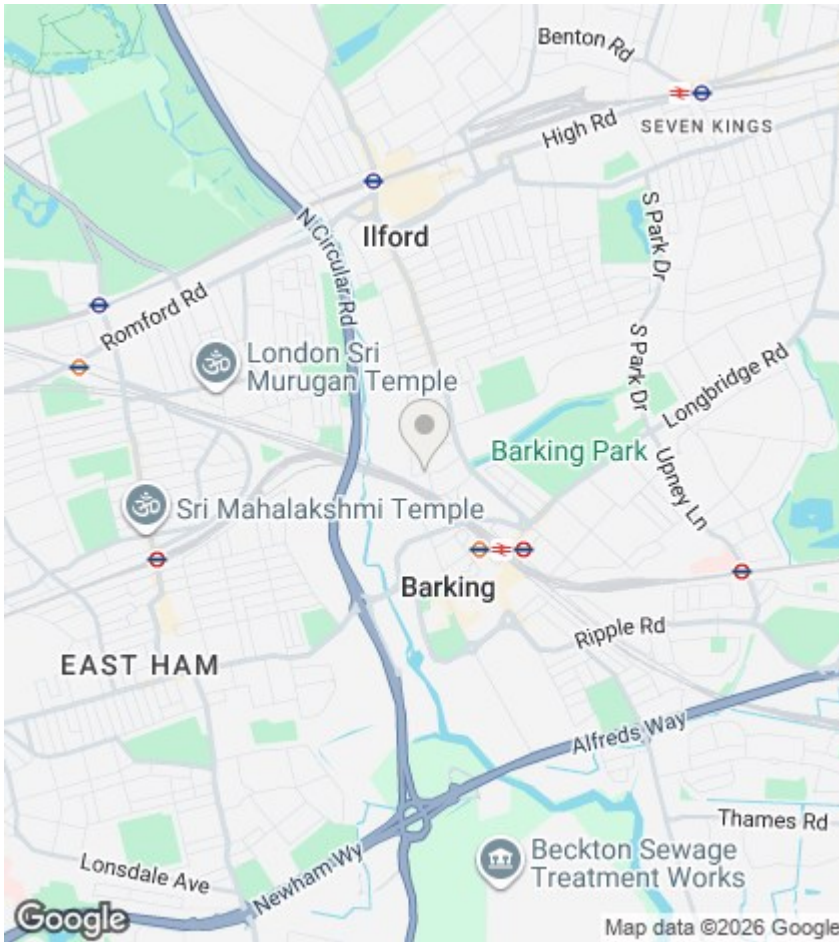 Benton Rd
High Rd
SEVEN KINGS
Ilford
S Park Dr
N Circular Rd
Romford Rd
London Sri
Murugan Temple
S Park Dr
Longbridge Rd
Barking Park
Upney Ln
Sri Mahalakshmi Temple
Barking
Ripple Rd
EAST HAM
Alfreds Way
Thames Rd
Beckton Sewage
Treatment Works
Lonsdale Ave
Newham Wy
Google
Map data ©2026 Google